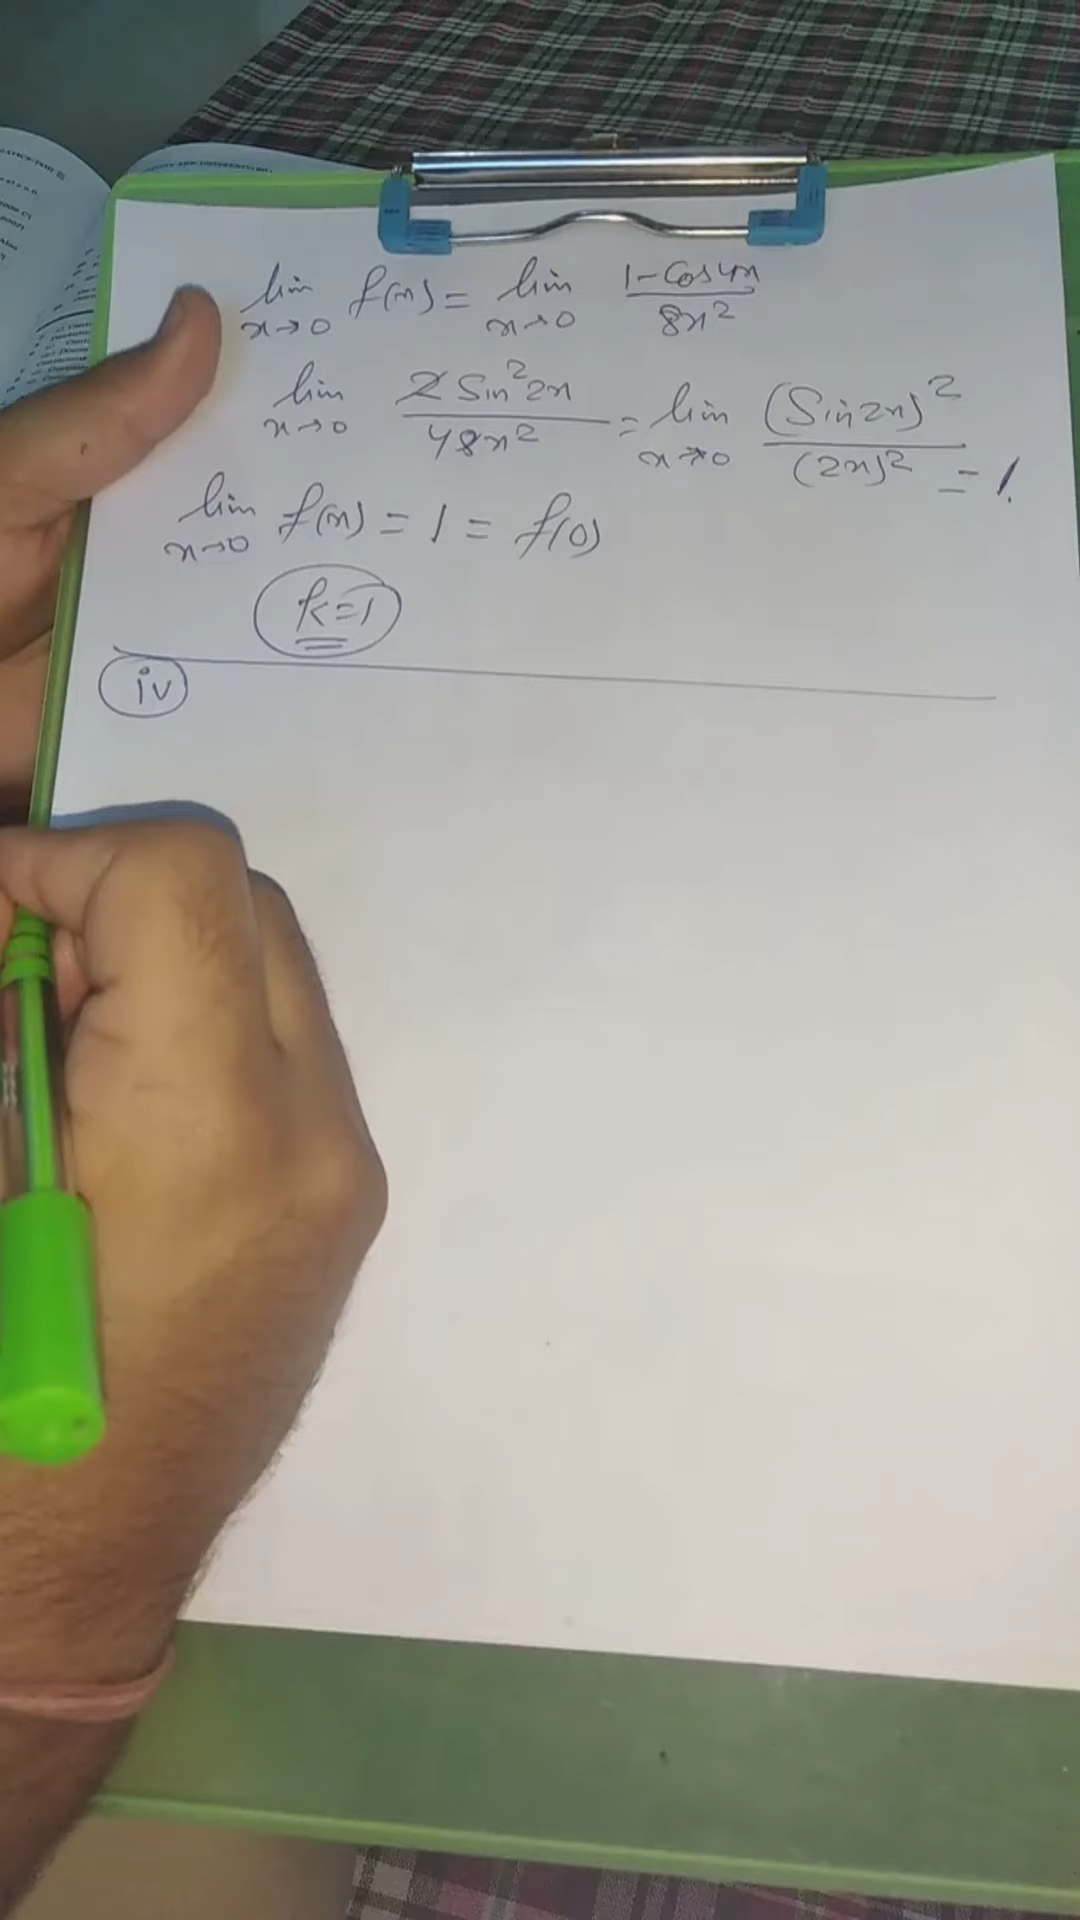 lim x→0 f(x) = lim x→0 1-Cos4x / 8x²
lim x→0 2 Sin²2x / 48x² = lim x→0 (Sin2x)² / (2x)² = 1.
lim x→0 f(x) = 1 = f(0)
k=1
iv